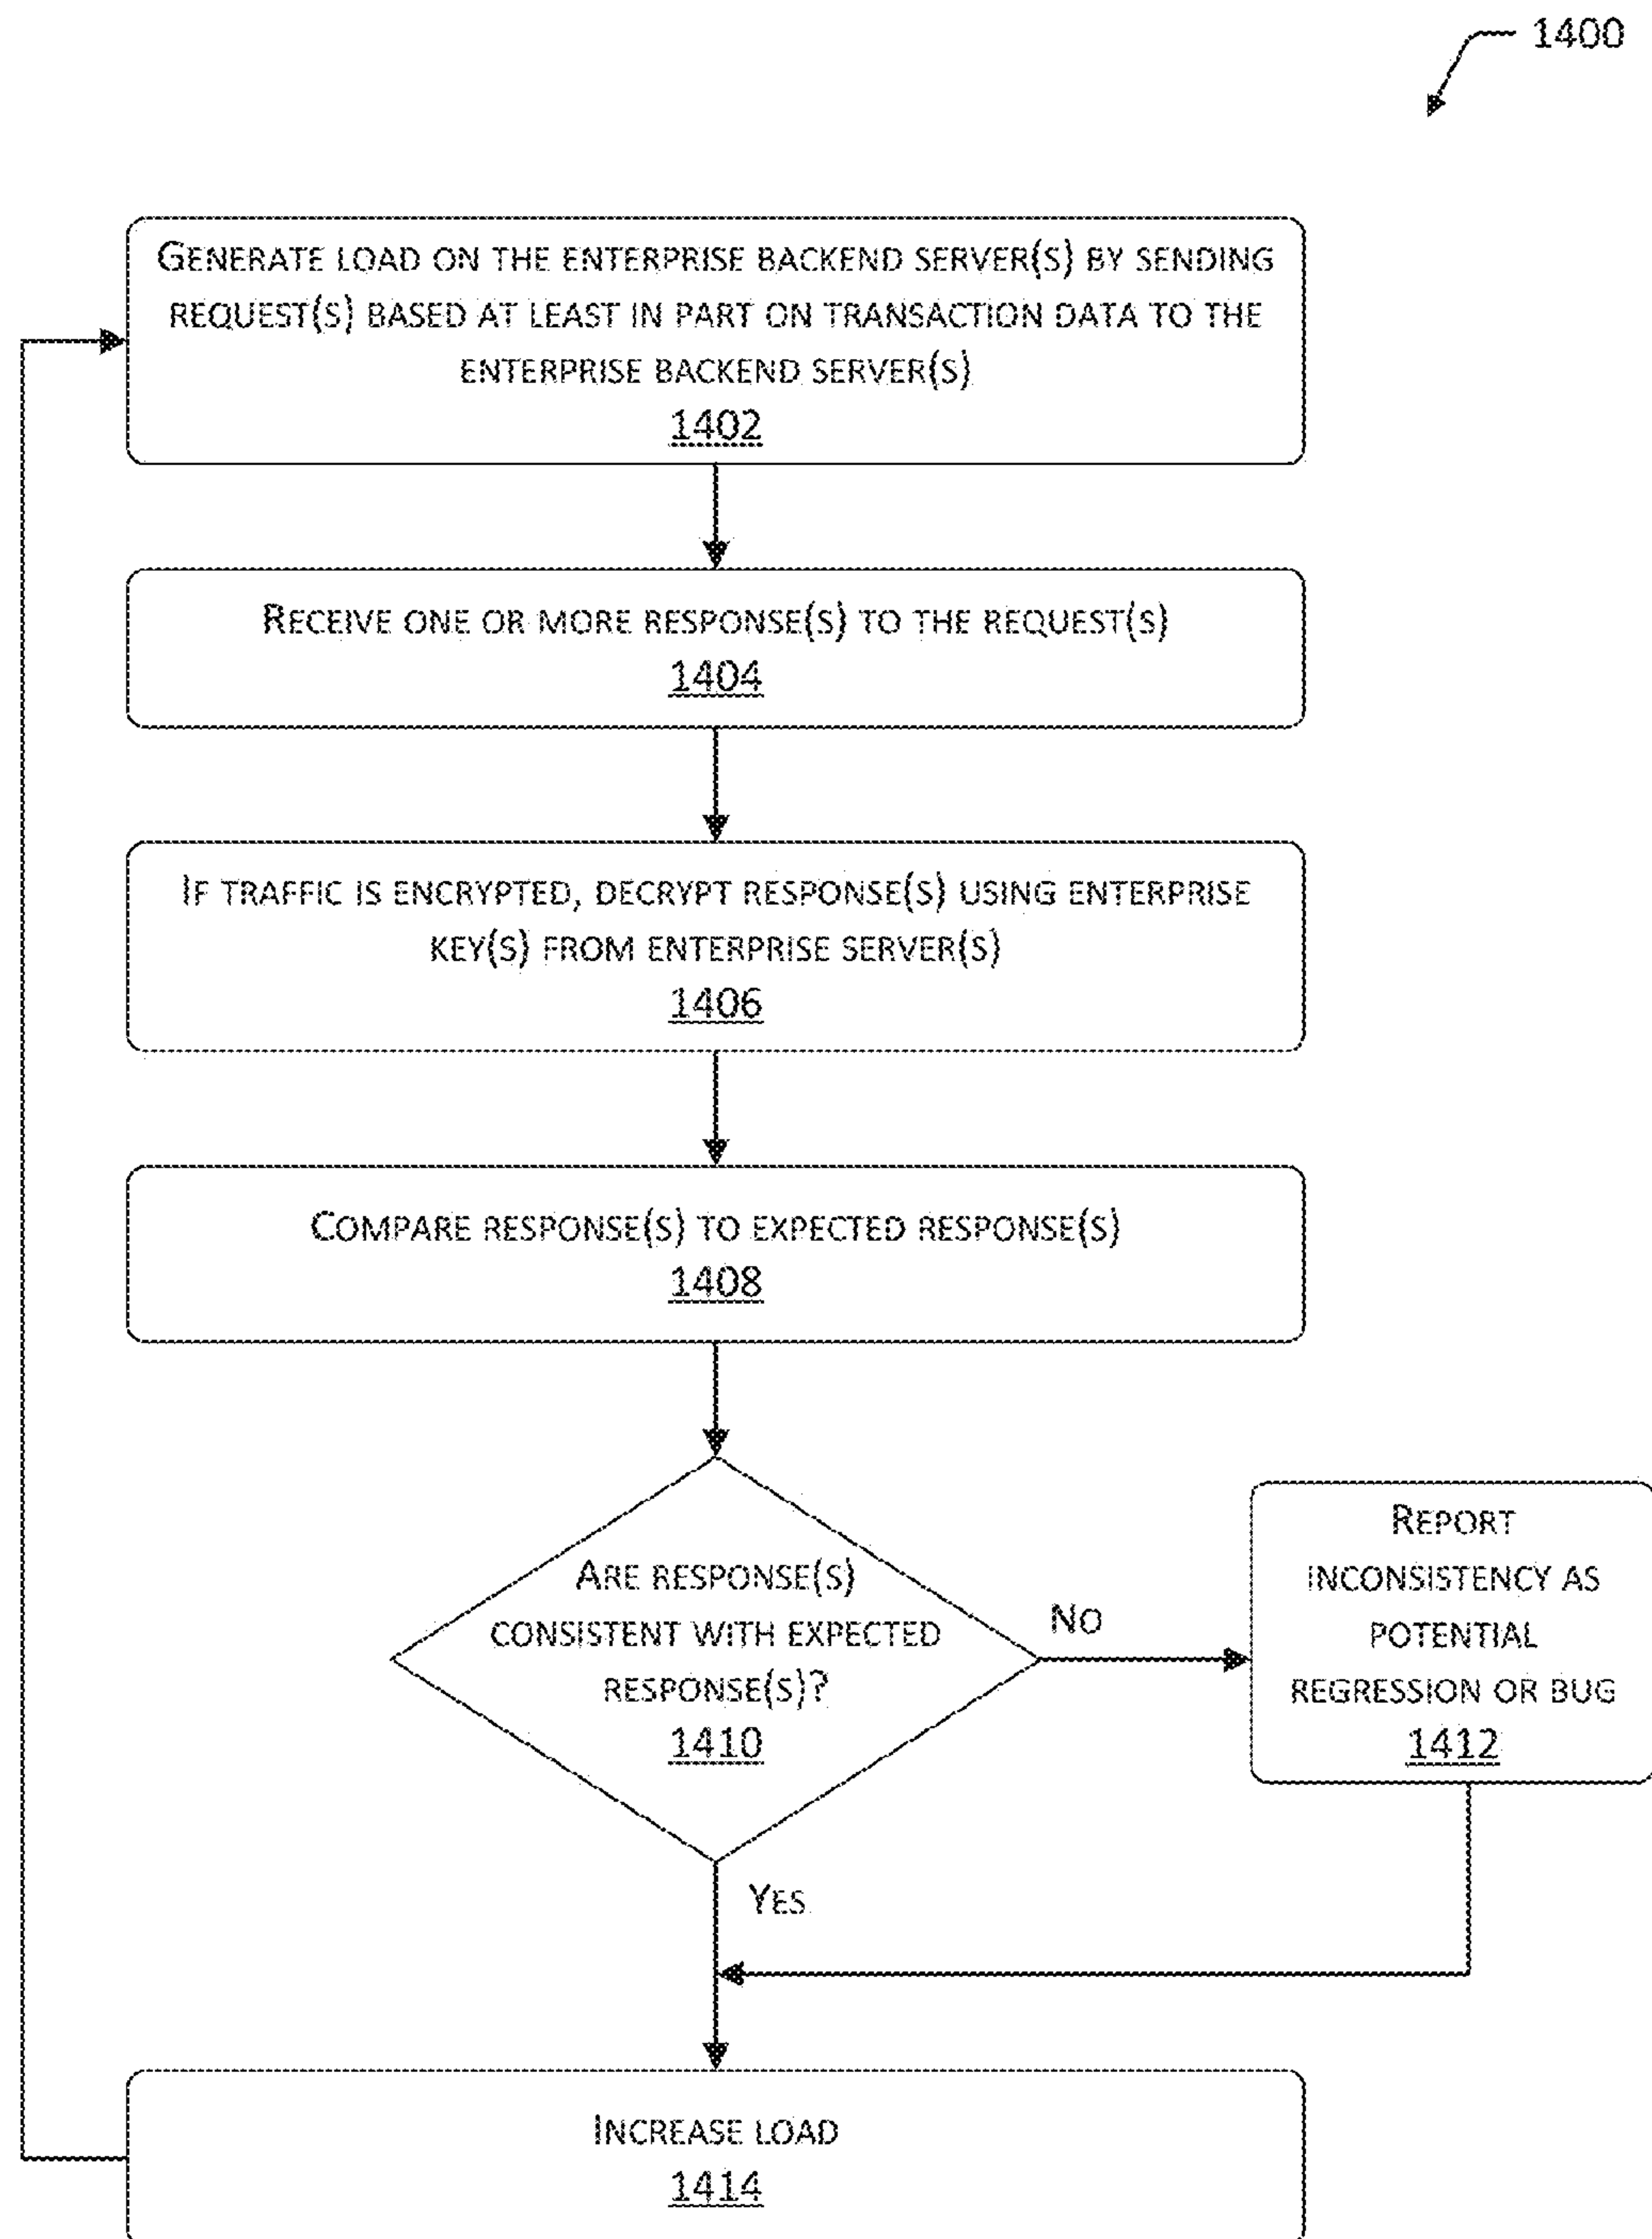 1400
GENERATE LOAD ON THE ENTERPRISE BACKEND SERVER(S) BY SENDING
REQUEST(S) BASED AT LEAST IN PART ON TRANSACTION DATA TO THE
ENTERPRISE BACKEND SERVER(S)
1402
RECEIVE ONE OR MORE RESPONSE(S) TO THE REQUEST(S)
1404
IF TRAFFIC IS ENCRYPTED, DECRYPT RESPONSE(S) USING ENTERPRISE
KEY(S) FROM ENTERPRISE SERVER(S)
1406
COMPARE RESPONSE(S) TO EXPECTED RESPONSE(S)
1408
ARE RESPONSE(S)
CONSISTENT WITH EXPECTED
RESPONSE(S)?
1410
NO
REPORT
INCONSISTENCY AS
POTENTIAL
REGRESSION OR BUG
1412
YES
INCREASE LOAD
1414